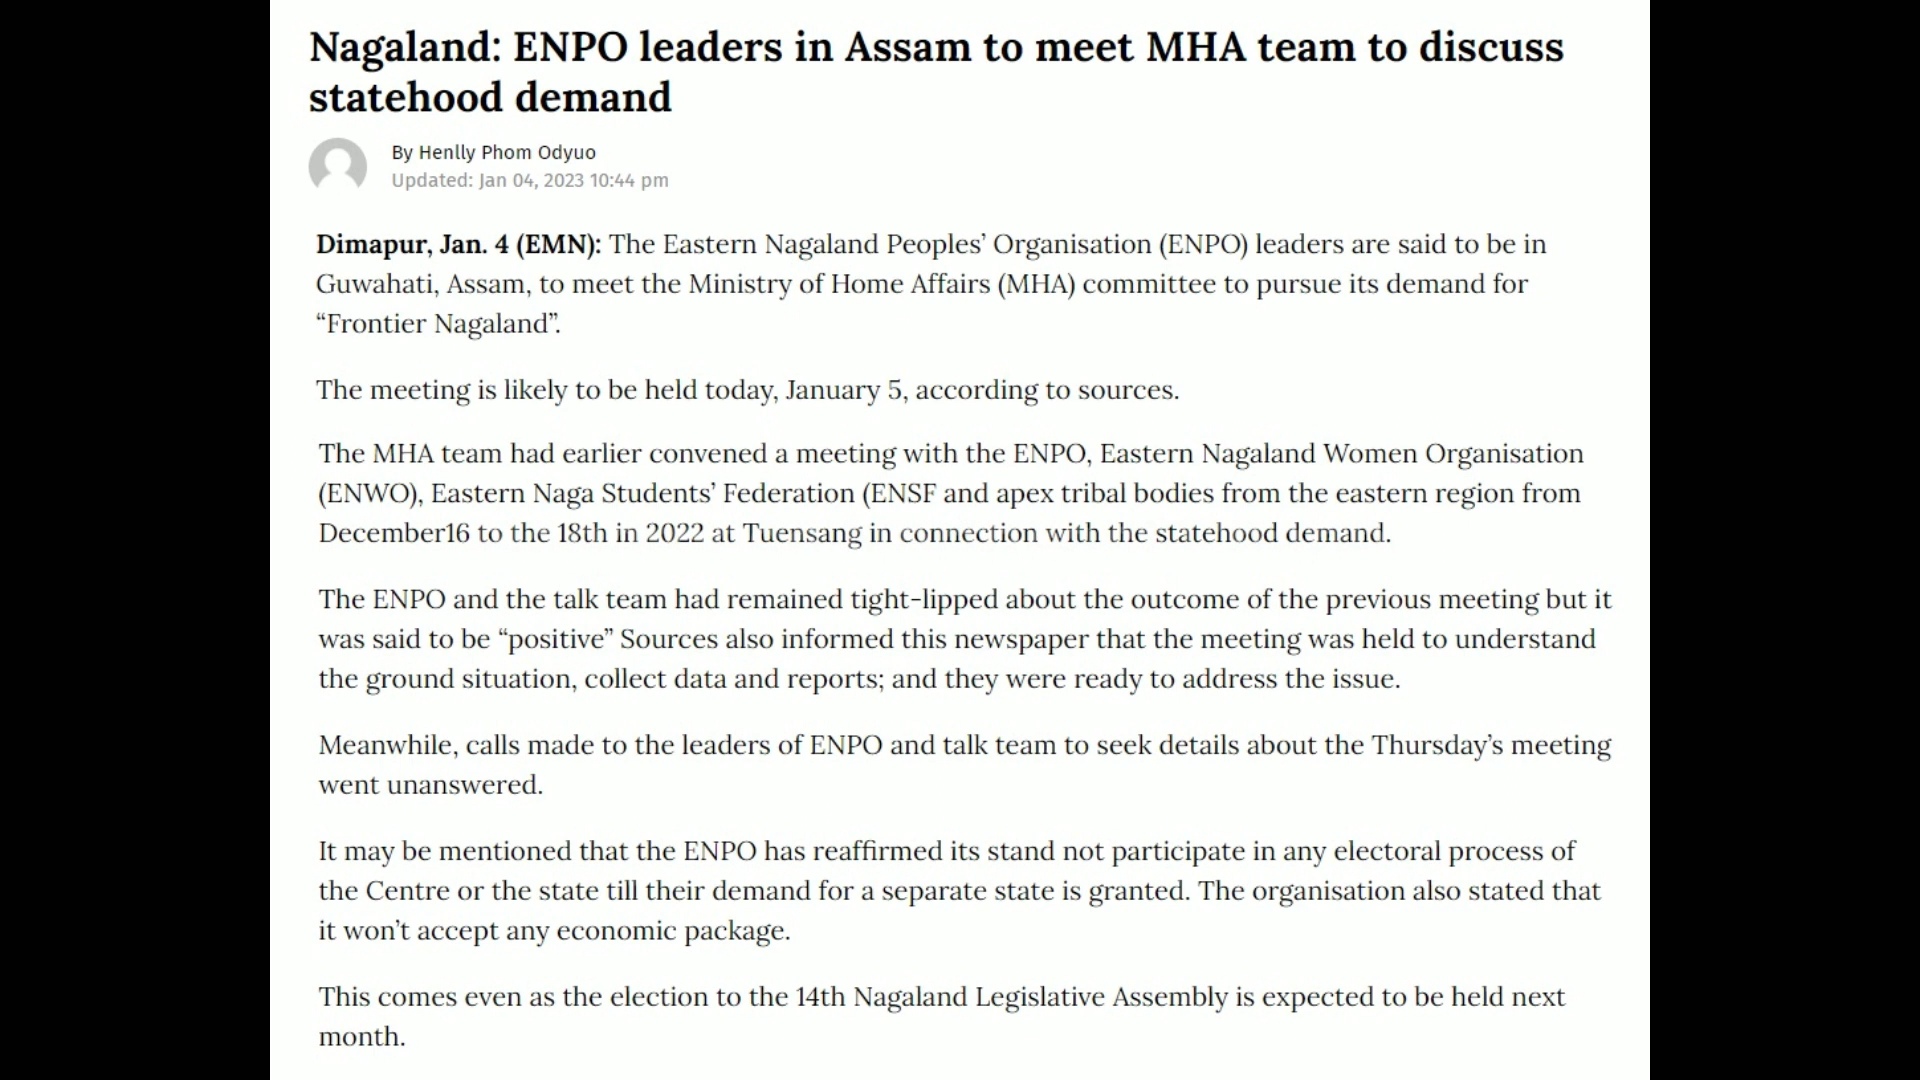 Nagaland: ENPO leaders in Assam to meet MHA team to discuss
statehood demand
By Henlly Phom Odyuo
Updated: Jan 04, 2023 10:44 pm
Dimapur, Jan. 4 (EMN): The Eastern Nagaland Peoples’ Organisation (ENPO) leaders are said to be in
Guwahati, Assam, to meet the Ministry of Home Affairs (MHA) committee to pursue its demand for
“Frontier Nagaland”.
The meeting is likely to be held today, January 5, according to sources.
The MHA team had earlier convened a meeting with the ENPO, Eastern Nagaland Women Organisation
(ENWO), Eastern Naga Students’ Federation (ENSF and apex tribal bodies from the eastern region from
December16 to the 18th in 2022 at Tuensang in connection with the statehood demand.
The ENPO and the talk team had remained tight-lipped about the outcome of the previous meeting but it
was said to be “positive” Sources also informed this newspaper that the meeting was held to understand
the ground situation, collect data and reports; and they were ready to address the issue.
Meanwhile, calls made to the leaders of ENPO and talk team to seek details about the Thursday’s meeting
went unanswered.
It may be mentioned that the ENPO has reaffirmed its stand not participate in any electoral process of
the Centre or the state till their demand for a separate state is granted. The organisation also stated that
it won’t accept any economic package.
This comes even as the election to the 14th Nagaland Legislative Assembly is expected to be held next
month.